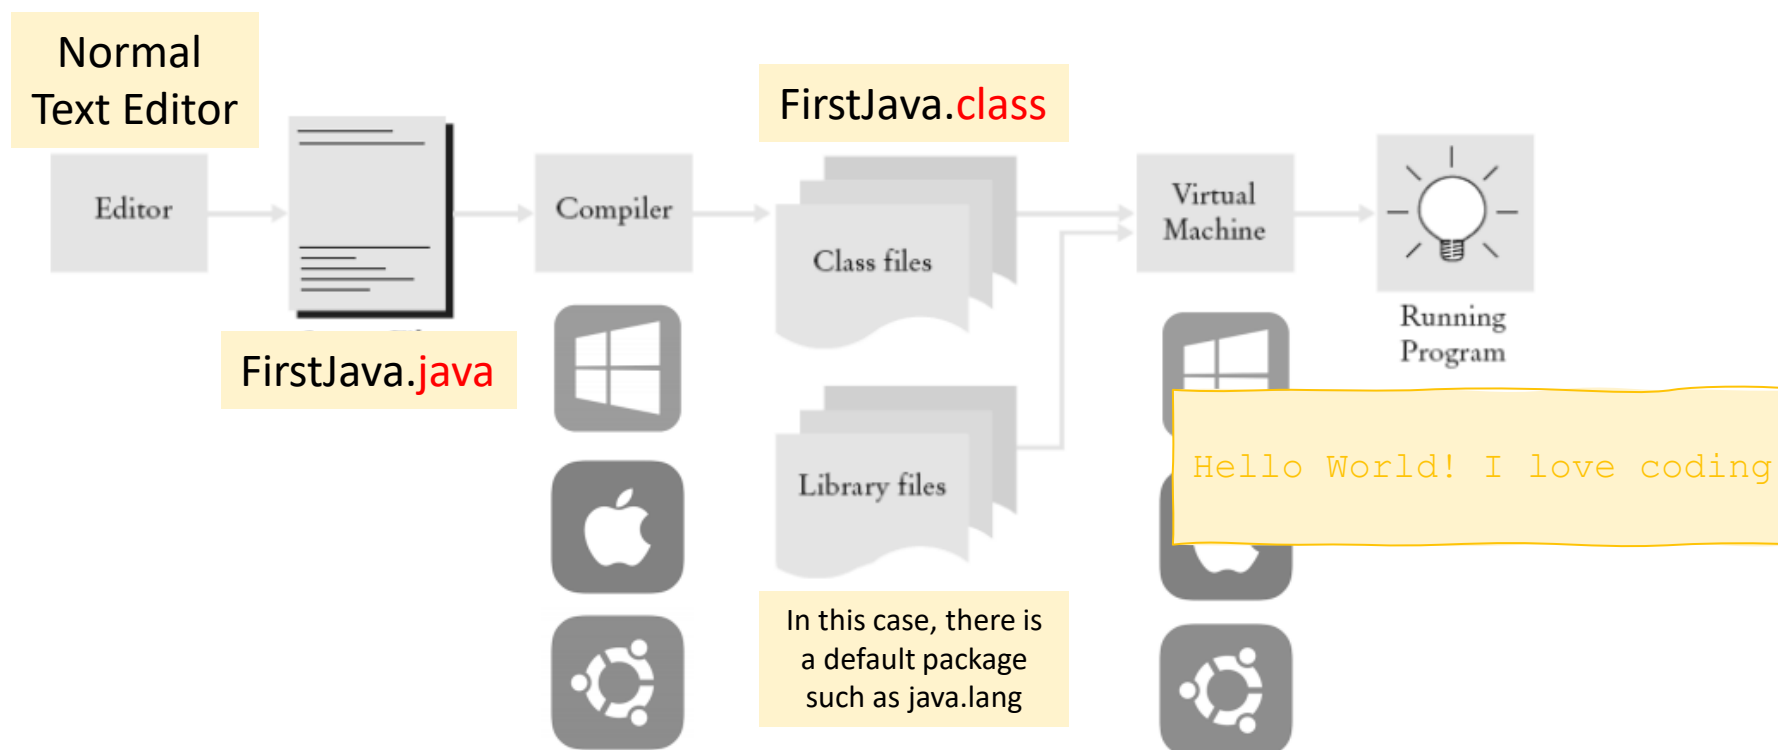 Normal
Text Editor
Editor
FirstJava.java
Compiler
FirstJava.class
Class files
Library files
In this case, there is
a default package
such as java.lang
Virtual
Machine
Running
Program
Hello World! I love coding